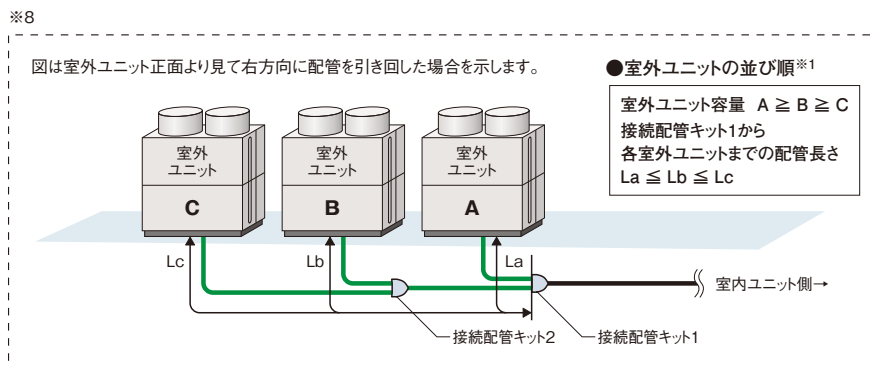 ※8
図は室外ユニット正面より見て右方向に配管を引き回した場合を示します。
●室外ユニットの並び順※1
室外ユニット容量 A ≧ B ≧ C
接続配管キット1から
各室外ユニットまでの配管長さ
La ≦ Lb ≦ Lc
室外
ユニット
C
室外
ユニット
B
室外
ユニット
A
Lc
Lb
La
室内ユニット側→
接続配管キット2
接続配管キット1